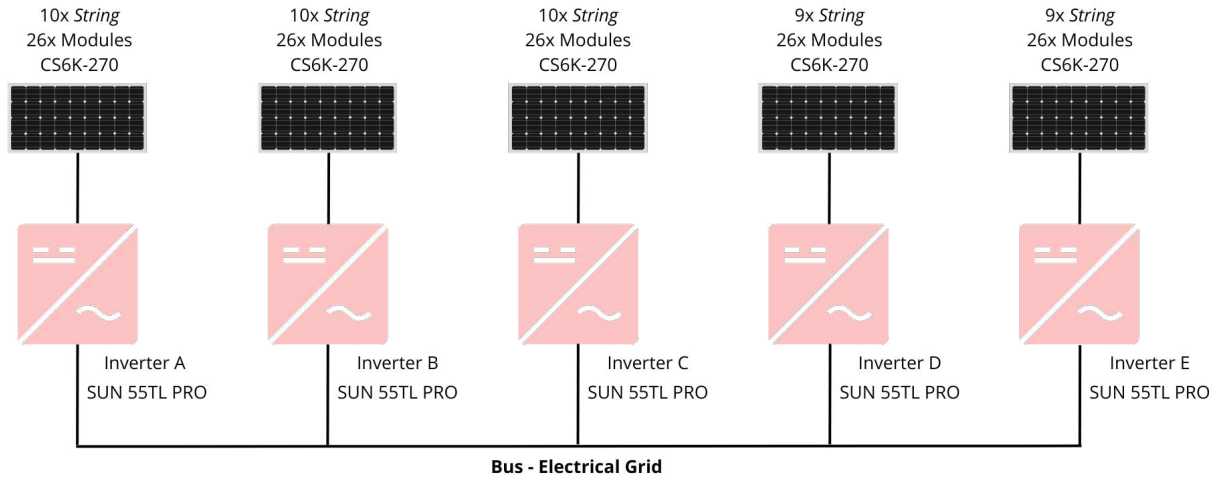 10x String
26x Modules
CS6K-270
10x String
26x Modules
CS6K-270
10x String
26x Modules
CS6K-270
9x String
26x Modules
CS6K-270
9x String
26x Modules
CS6K-270
Inverter A
SUN 55TL PRO
Inverter B
SUN 55TL PRO
Inverter C
SUN 55TL PRO
Inverter D
SUN 55TL PRO
Inverter E
SUN 55TL PRO
Bus - Electrical Grid